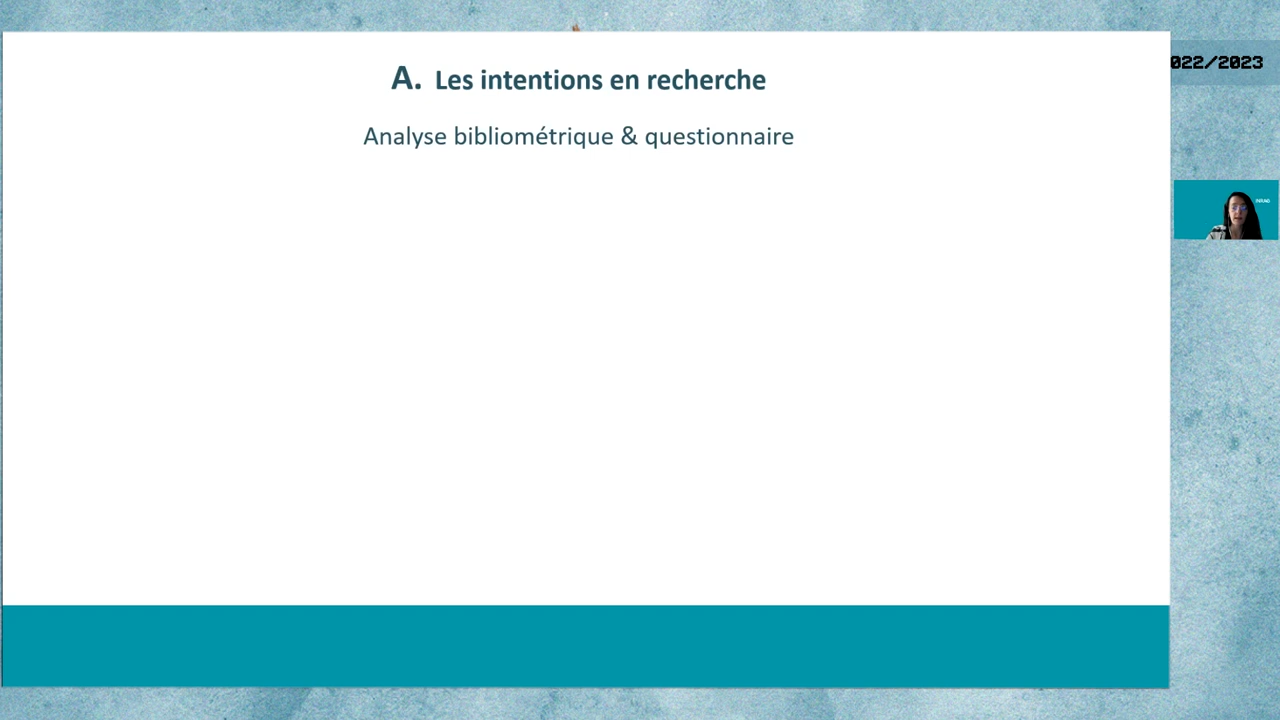 A. Les intentions en recherche
Analyse bibliométrique & questionnaire
022/2023